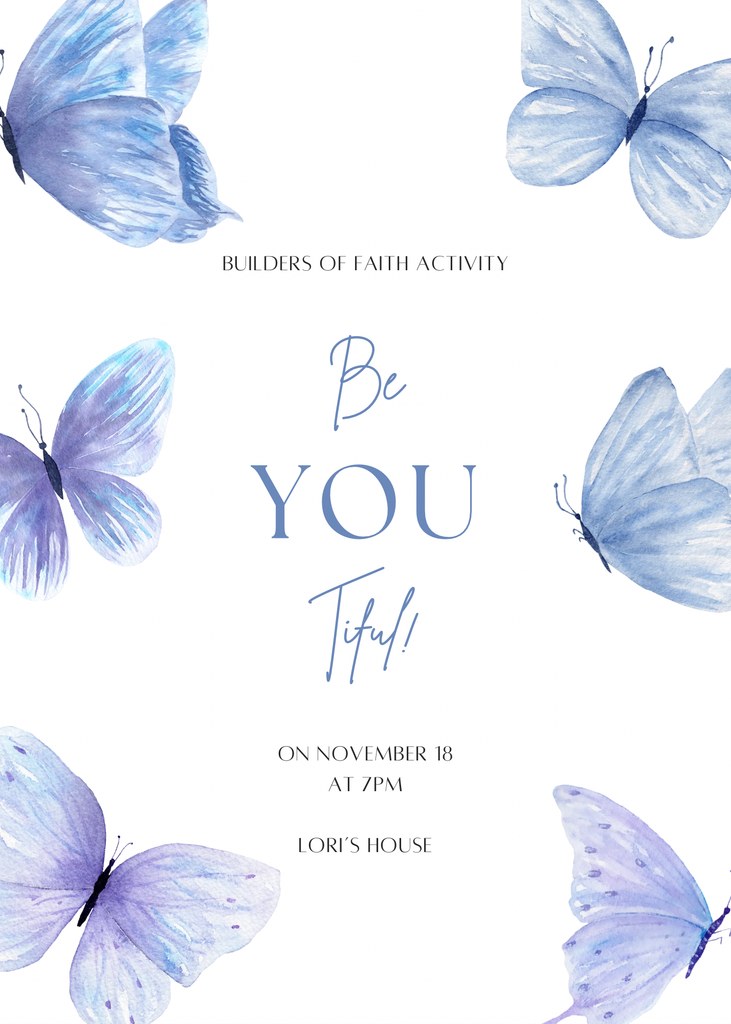 BUILDERS OF FAITH ACTIVITY
Be
YOU
Tiful!
ON NOVEMBER 18
AT 7PM
LORI'S HOUSE